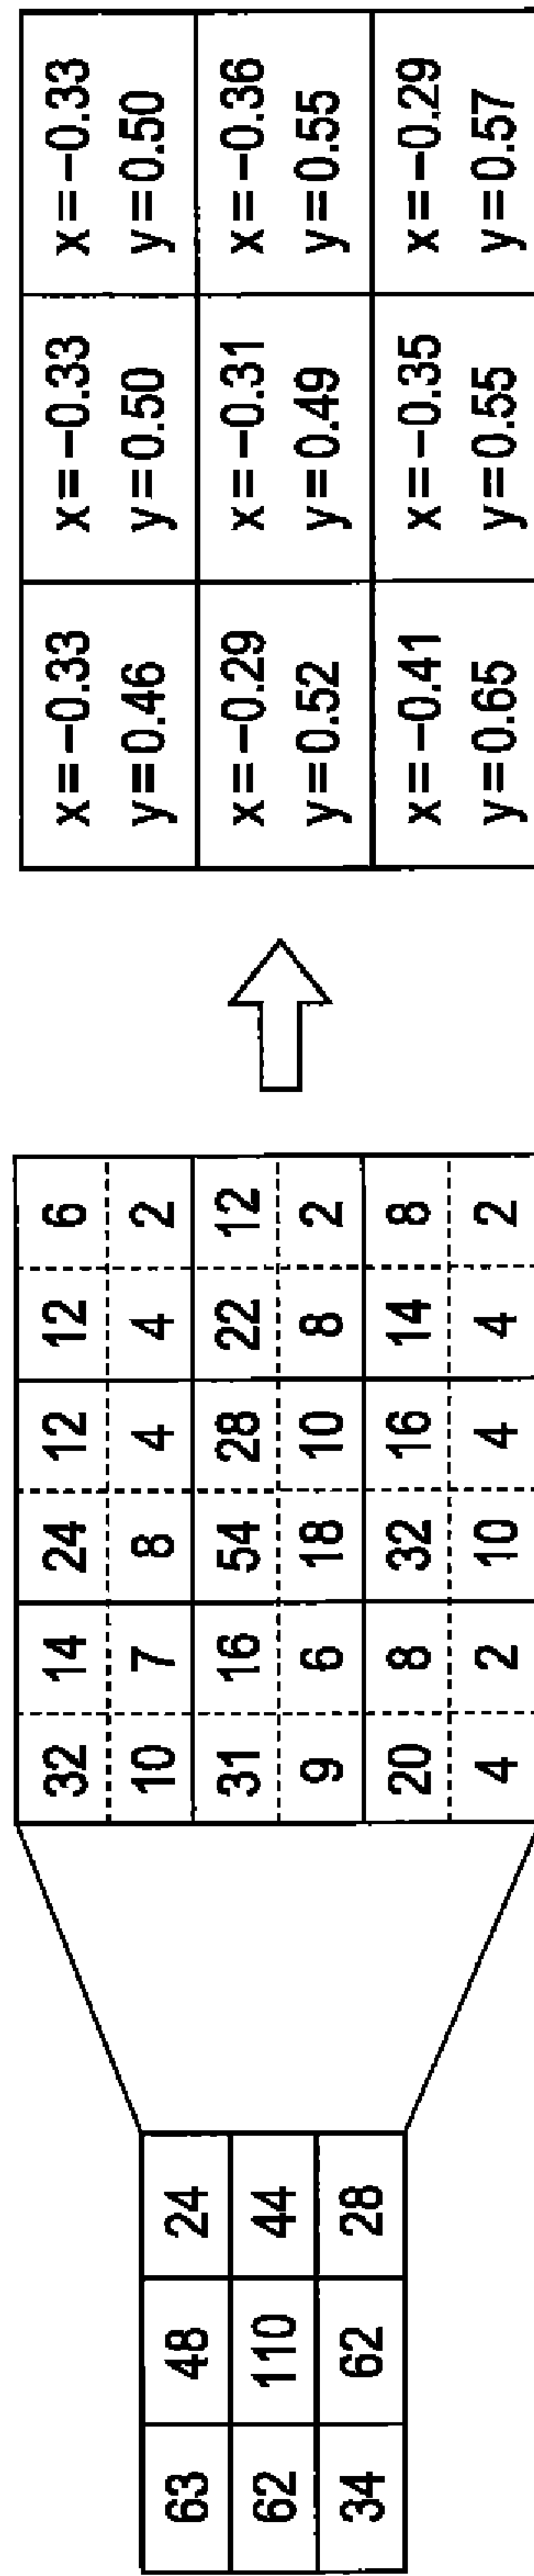 63 48 24
62 110 44
34 62 28
32 14 24 12 12 6
10 7 8 4 4 2
31 16 54 28 22 12
9 6 18 10 8 2
20 8 32 16 14 8
4 2 10 4 4 2
x=−0.33 x=−0.33 x=−0.33
y=0.46 y=0.50 y=0.50
x=−0.29 x=−0.31 x=−0.36
y=0.52 y=0.49 y=0.55
x=−0.41 x=−0.35 x=−0.29
y=0.65 y=0.55 y=0.57